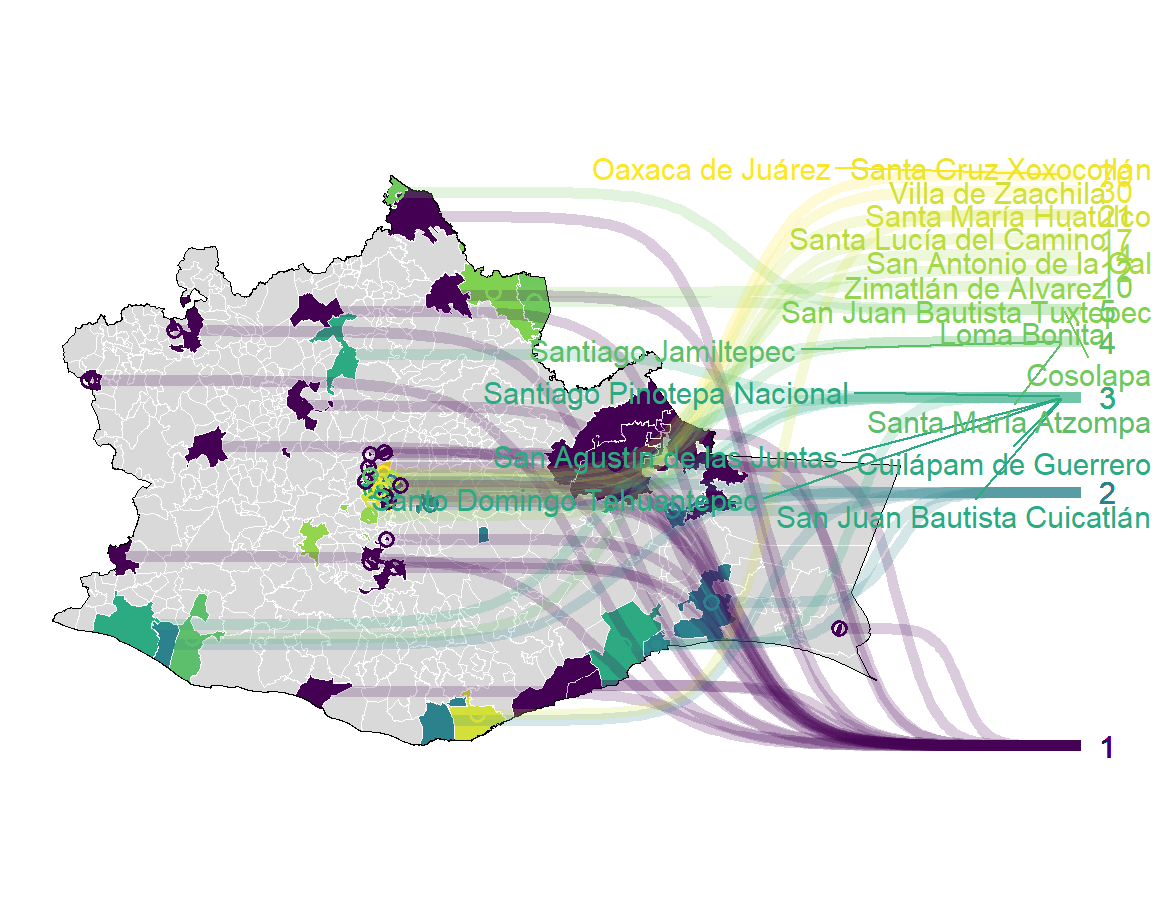 Oaxaca de Juárez
Santa Cruz Xoxocotlán
Villa de Zaachila
30
Santa María Huatulco
21
Santa Lucía del Camino
17
San Antonio de la Cal
Zimatlán de Alvarez
10
San Juan Bautista Tuxtepec
5
Loma Bonita
4
Santiago Jamiltepec
Cosolapa
Santiago Pinotepa Nacional
3
Santa María Atzompa
San Agustín de las Juntas
Cuilápam de Guerrero
Santo Domingo Tehuantepec
2
San Juan Bautista Cuicatlán
1